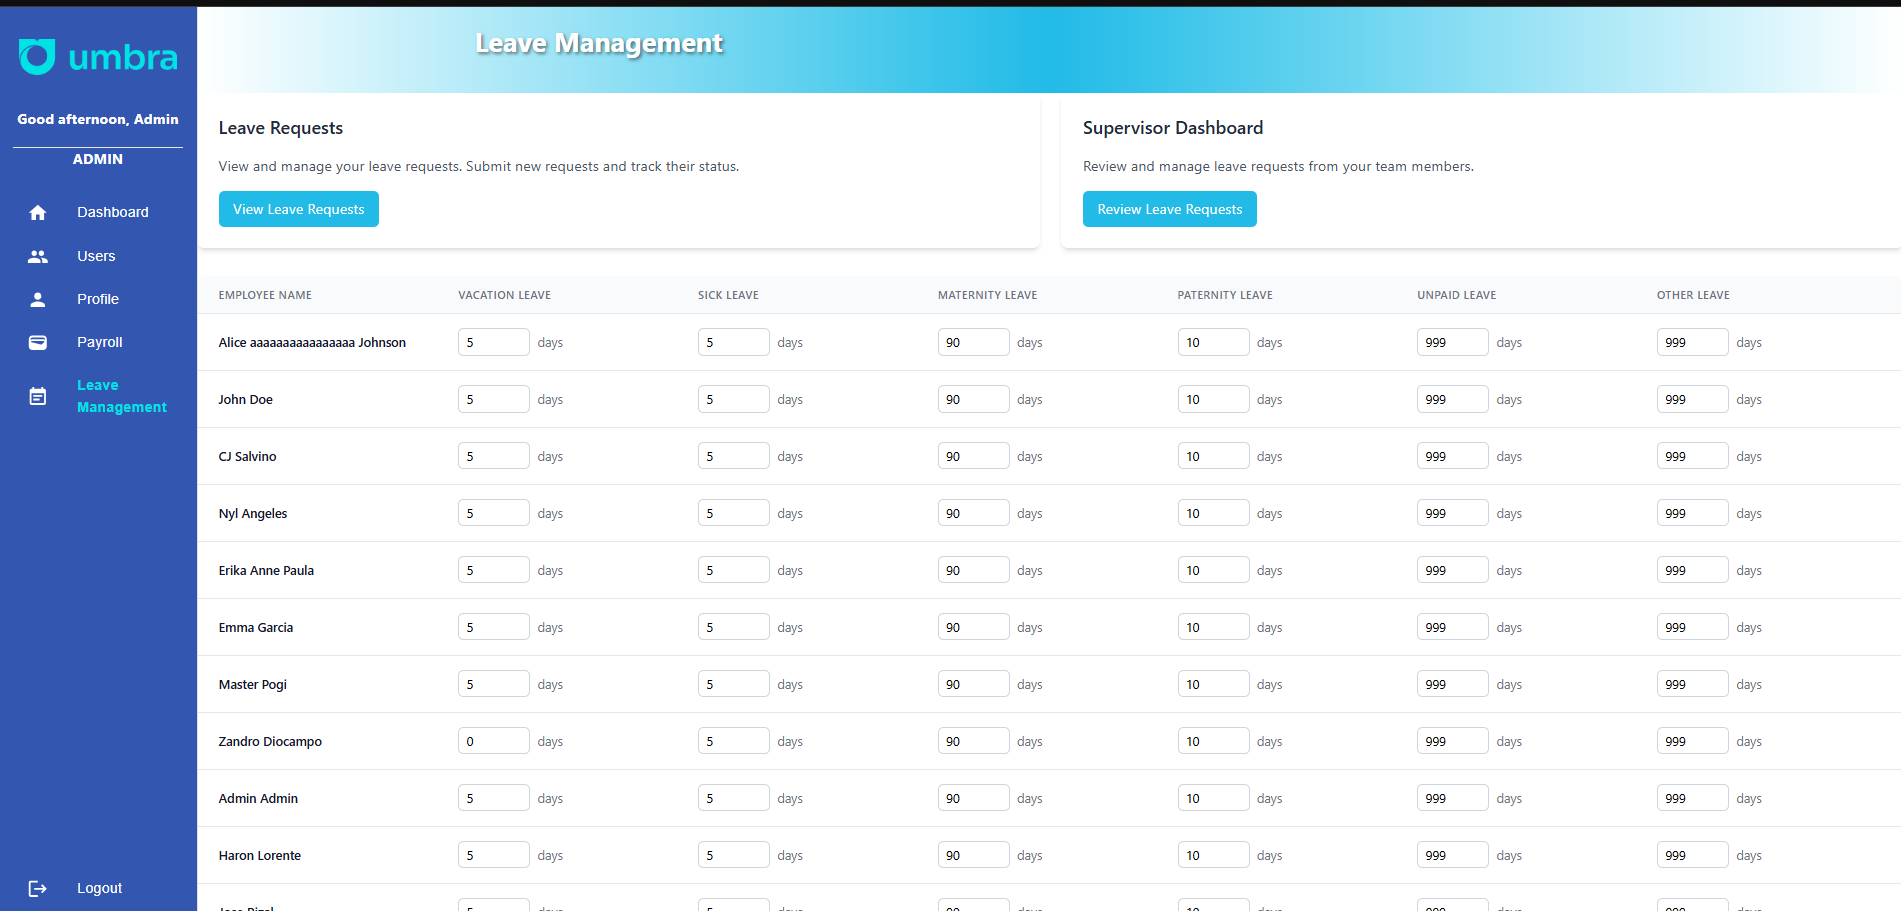 umbra
Good afternoon, Admin
ADMIN
Dashboard
Users
Profile
Payroll
Leave
Management
Logout
Leave Management
Leave Requests
View and manage your leave requests. Submit new requests and track their status.
View Leave Requests
Supervisor Dashboard
Review and manage leave requests from your team members.
Review Leave Requests
EMPLOYEE NAME VACATION LEAVE SICK LEAVE MATERNITY LEAVE PATERNITY LEAVE UNPAID LEAVE OTHER LEAVE
Alice aaaaaaaaaaaaaaaa Johnson 5 days 5 days 90 days 10 days 999 days 999 days
John Doe 5 days 5 days 90 days 10 days 999 days 999 days
CJ Salvino 5 days 5 days 90 days 10 days 999 days 999 days
Nyl Angeles 5 days 5 days 90 days 10 days 999 days 999 days
Erika Anne Paula 5 days 5 days 90 days 10 days 999 days 999 days
Emma Garcia 5 days 5 days 90 days 10 days 999 days 999 days
Master Pogi 5 days 5 days 90 days 10 days 999 days 999 days
Zandro Diocampo 0 days 5 days 90 days 10 days 999 days 999 days
Admin Admin 5 days 5 days 90 days 10 days 999 days 999 days
Haron Lorente 5 days 5 days 90 days 10 days 999 days 999 days